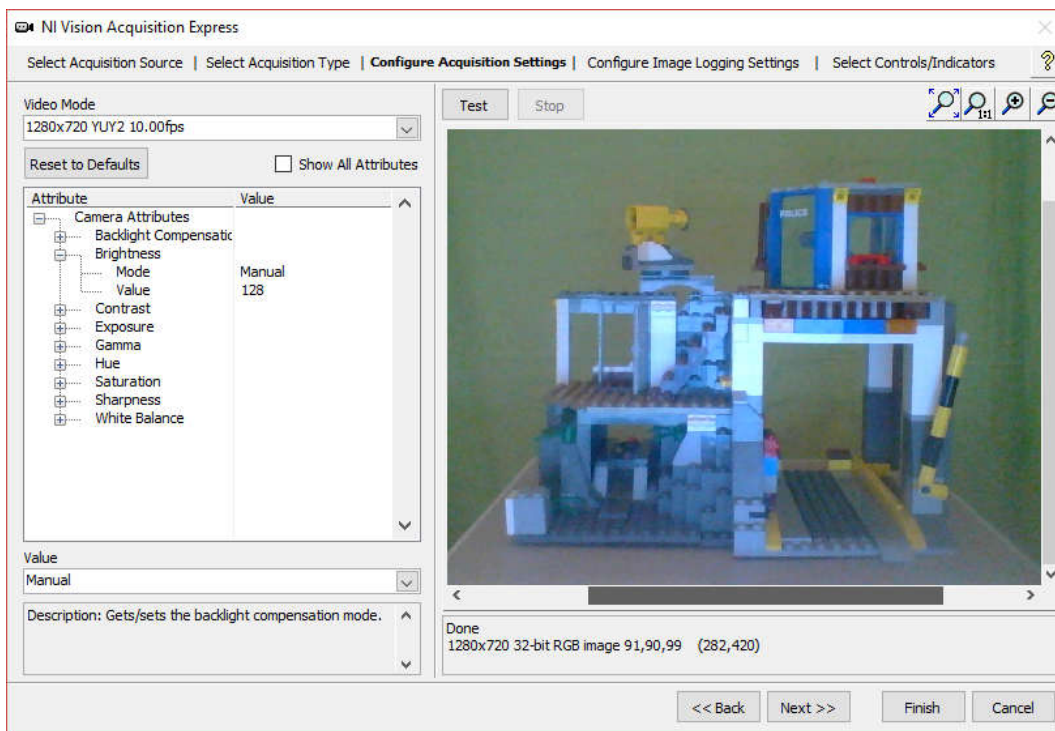 NI Vision Acquisition Express
Select Acquisition Source | Select Acquisition Type | Configure Acquisition Settings | Configure Image Logging Settings | Select Controls/Indicators
Video Mode
1280x720 YUY2 10.00fps
Reset to Defaults
Show All Attributes
Attribute Value
Camera Attributes
Backlight Compensatic
Brightness
Mode Manual
Value 128
Contrast
Exposure
Gamma
Hue
Saturation
Sharpness
White Balance
Value
Manual
Description: Gets/sets the backlight compensation mode.
Test Stop
1:1
POLICE
Done
1280x720 32-bit RGB image 91,90,99 (282,420)
<< Back Next >> Finish Cancel